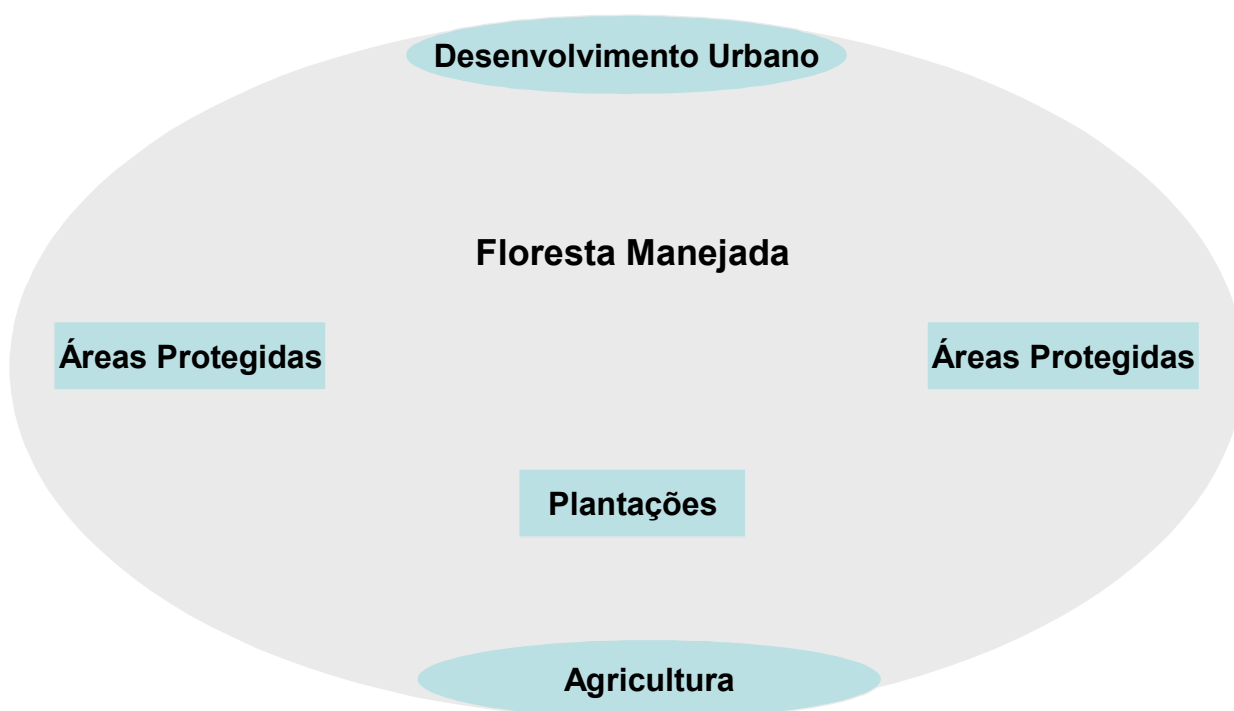 Desenvolvimento Urbano
Floresta Manejada
Áreas Protegidas
Áreas Protegidas
Plantações
Agricultura